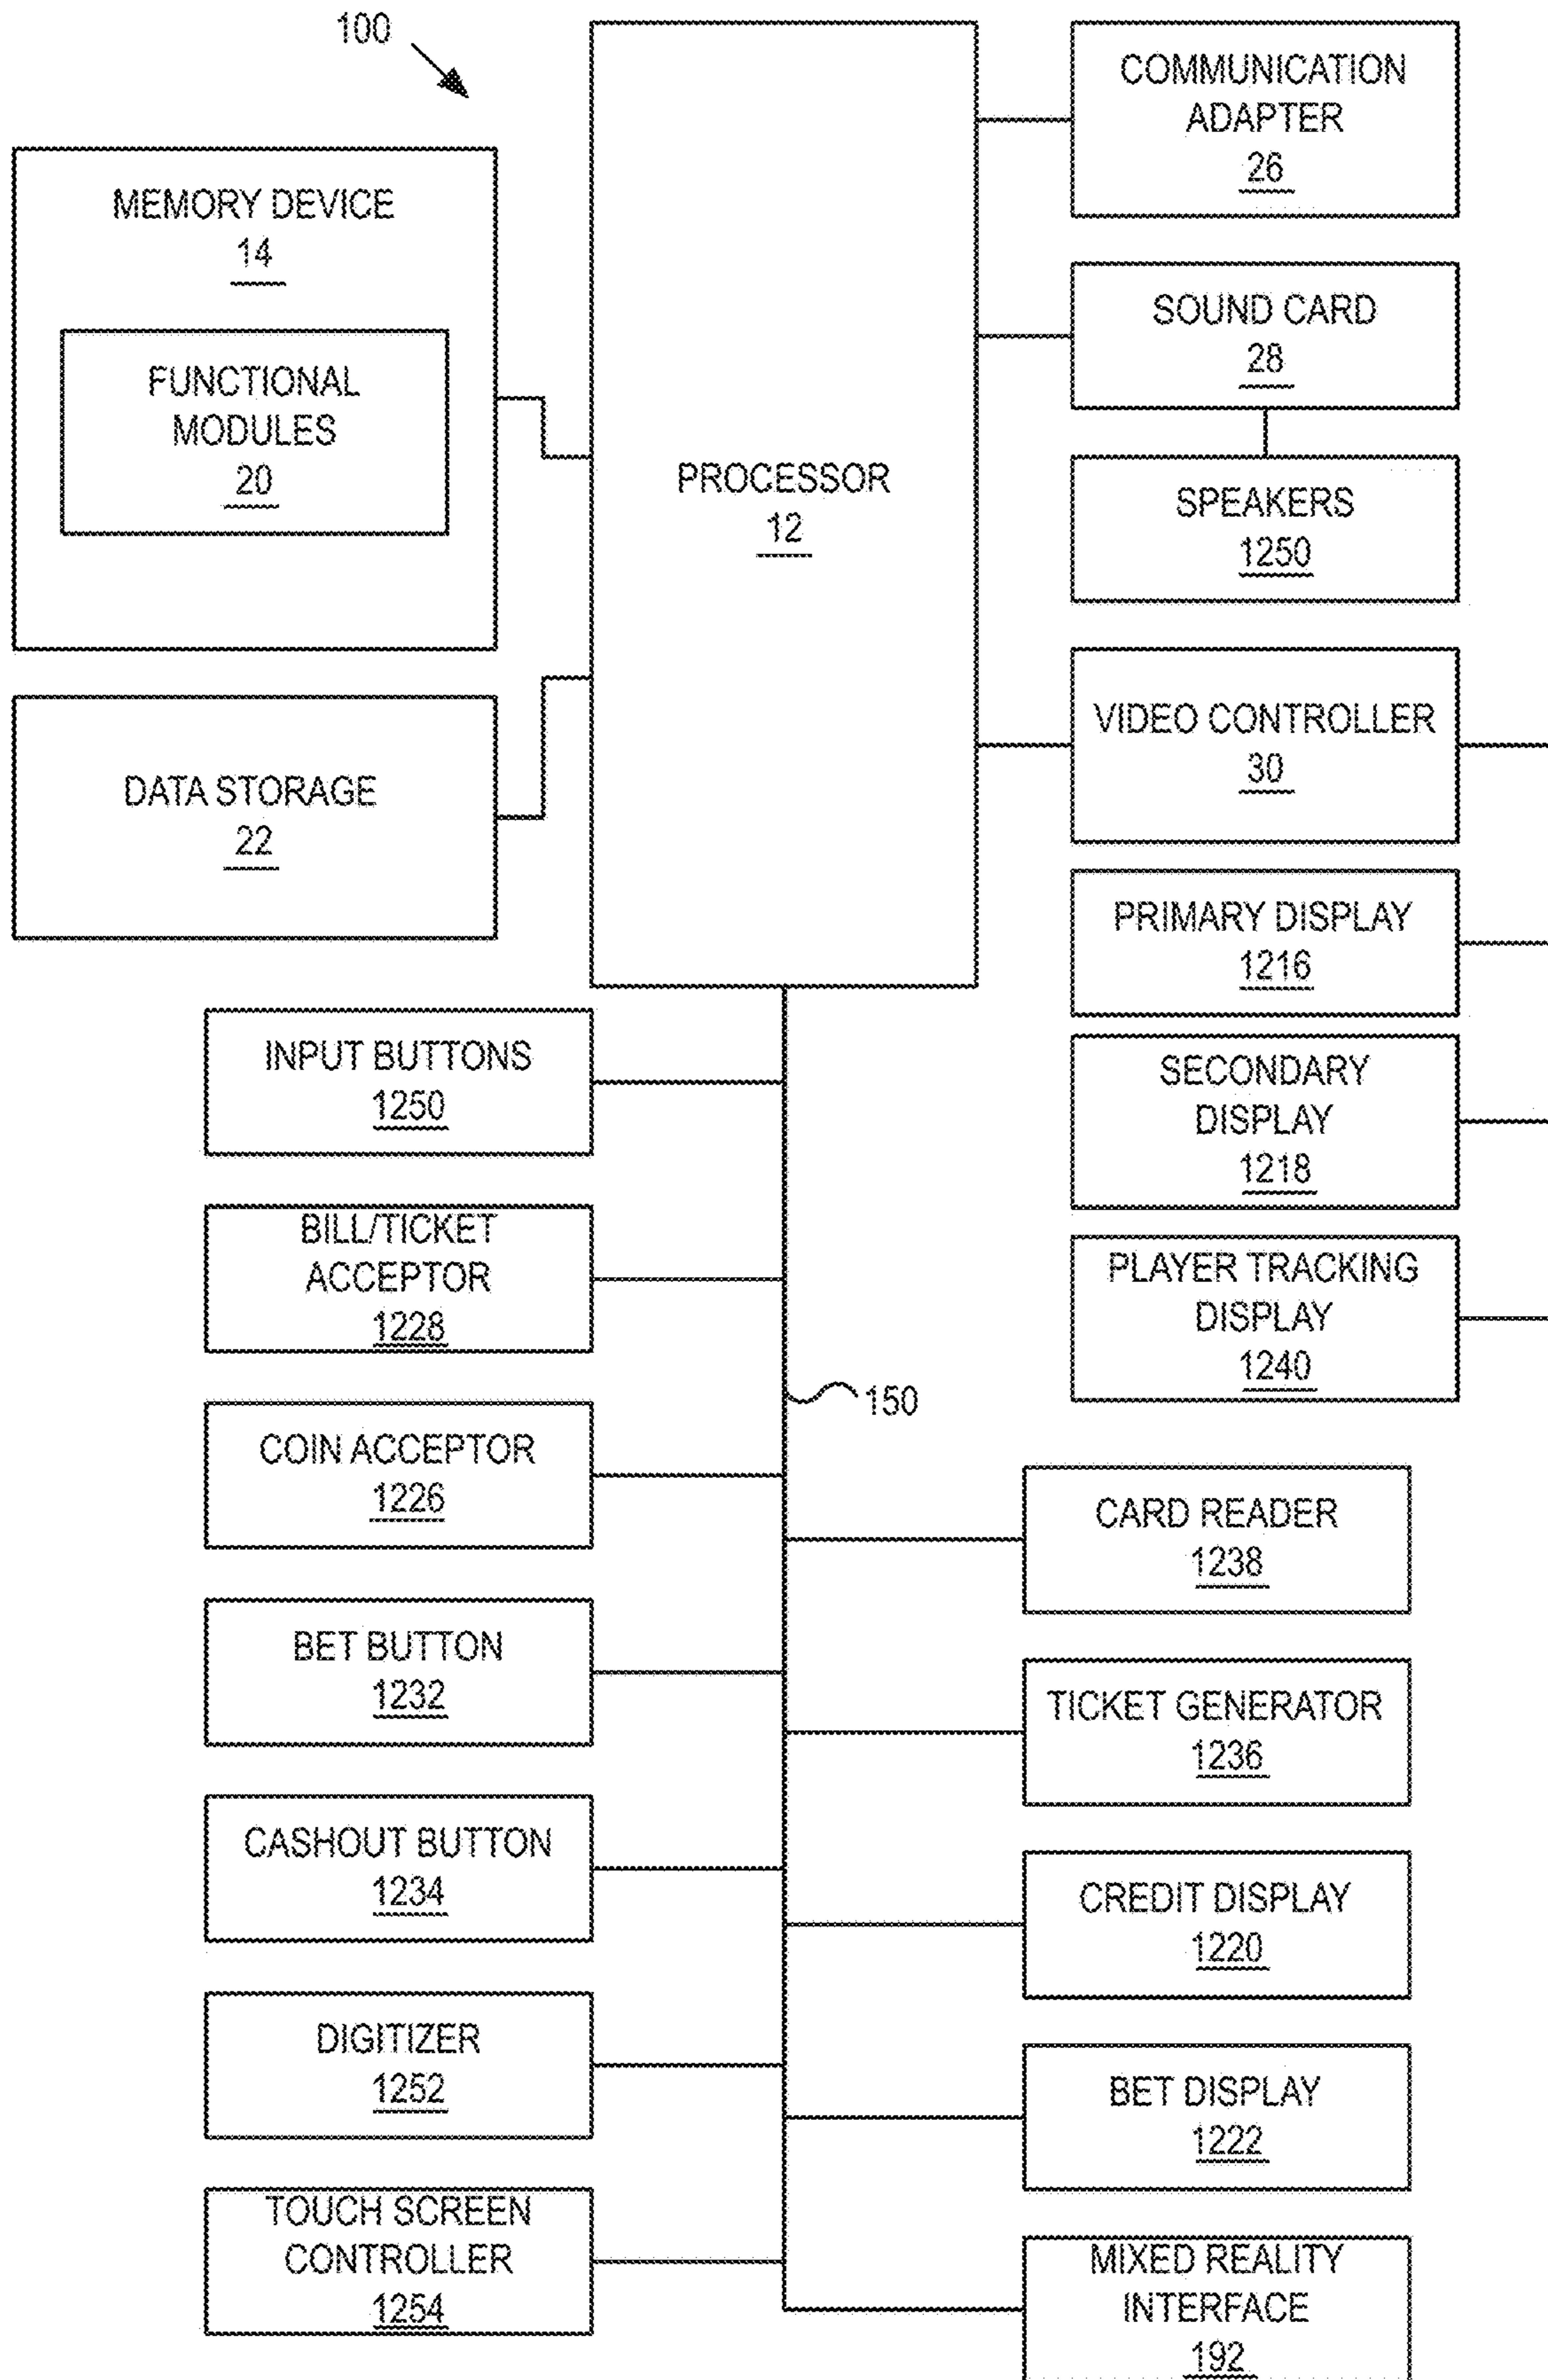 100
MEMORY DEVICE
14
FUNCTIONAL
MODULES
20
DATA STORAGE
22
PROCESSOR
12
COMMUNICATION
ADAPTER
26
SOUND CARD
28
SPEAKERS
1250
VIDEO CONTROLLER
30
PRIMARY DISPLAY
1216
SECONDARY
DISPLAY
1218
PLAYER TRACKING
DISPLAY
1240
INPUT BUTTONS
1250
BILL/TICKET
ACCEPTOR
1228
COIN ACCEPTOR
1226
BET BUTTON
1232
CASHOUT BUTTON
1234
DIGITIZER
1252
TOUCH SCREEN
CONTROLLER
1254
150
CARD READER
1238
TICKET GENERATOR
1236
CREDIT DISPLAY
1220
BET DISPLAY
1222
MIXED REALITY
INTERFACE
192